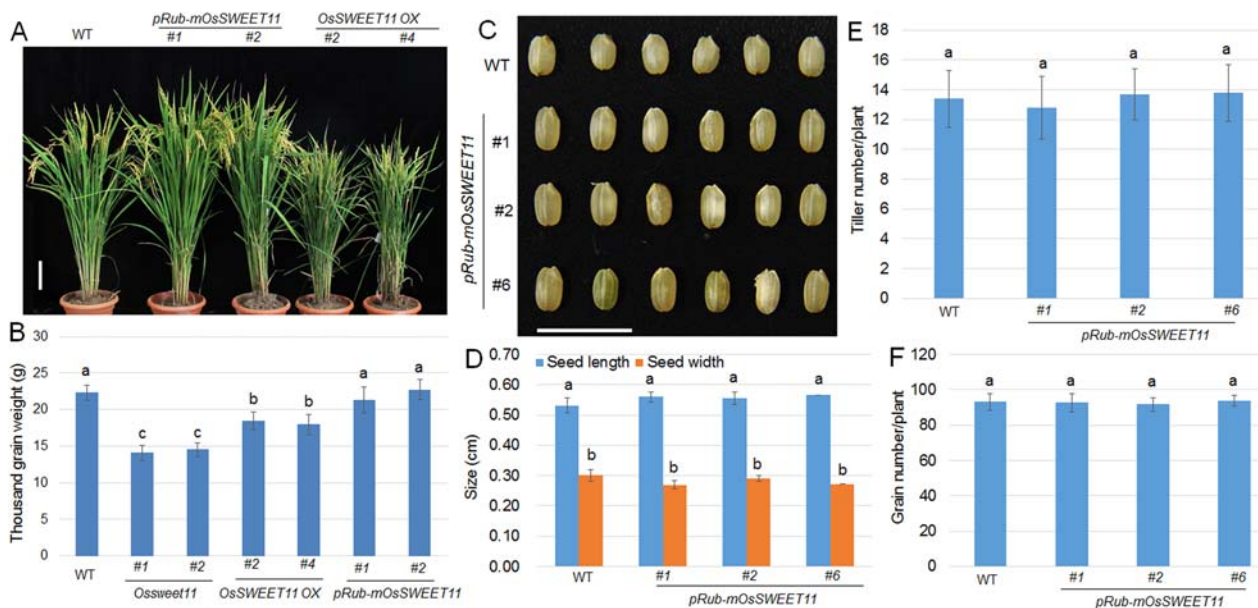 A
WT
pRub-mOsSWEET11
#1
#2
OsSWEET11 OX
#2
#4
B
Thousand grain weight (g)
30
25
20
15
10
5
0
a
c
c
b
b
a
a
WT
#1
#2
#2
#4
#1
#2
Ossweet11
OsSWEET11 OX
pRub-mOsSWEET11
C
WT
#1
#2
#6
pRub-mOsSWEET11
D
Size (cm)
0.70
0.60
0.50
0.40
0.30
0.20
0.10
0.00
Seed length
Seed width
a
a
a
a
b
b
b
b
WT
#1
#2
#6
pRub-mOsSWEET11
E
Tiller number/plant
18
16
14
12
10
8
6
4
2
0
a
a
a
a
WT
#1
#2
#6
pRub-mOsSWEET11
F
Grain number/plant
120
100
80
60
40
20
0
a
a
a
a
WT
#1
#2
#6
pRub-mOsSWEET11